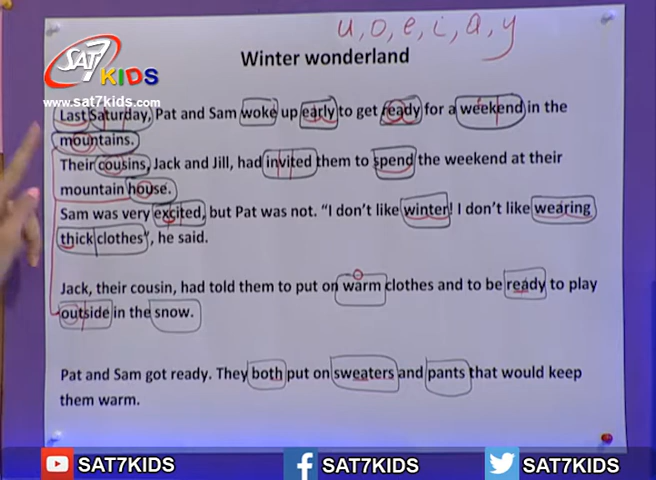 u, o, e, i, a, y
SAT7 KIDS
Winter wonderland
www.sat7kids.com
Last Saturday, Pat and Sam woke up early to get ready for a weekend in the
mountains.
Their cousins, Jack and Jill, had invited them to spend the weekend at their
mountain house.
Sam was very excited, but Pat was not. “I don’t like winter! I don’t like wearing
thick clothes”, he said.
Jack, their cousin, had told them to put on warm clothes and to be ready to play
outside in the snow.
Pat and Sam got ready. They both put on sweaters and pants that would keep
them warm.
SAT7KIDS SAT7KIDS SAT7KIDS